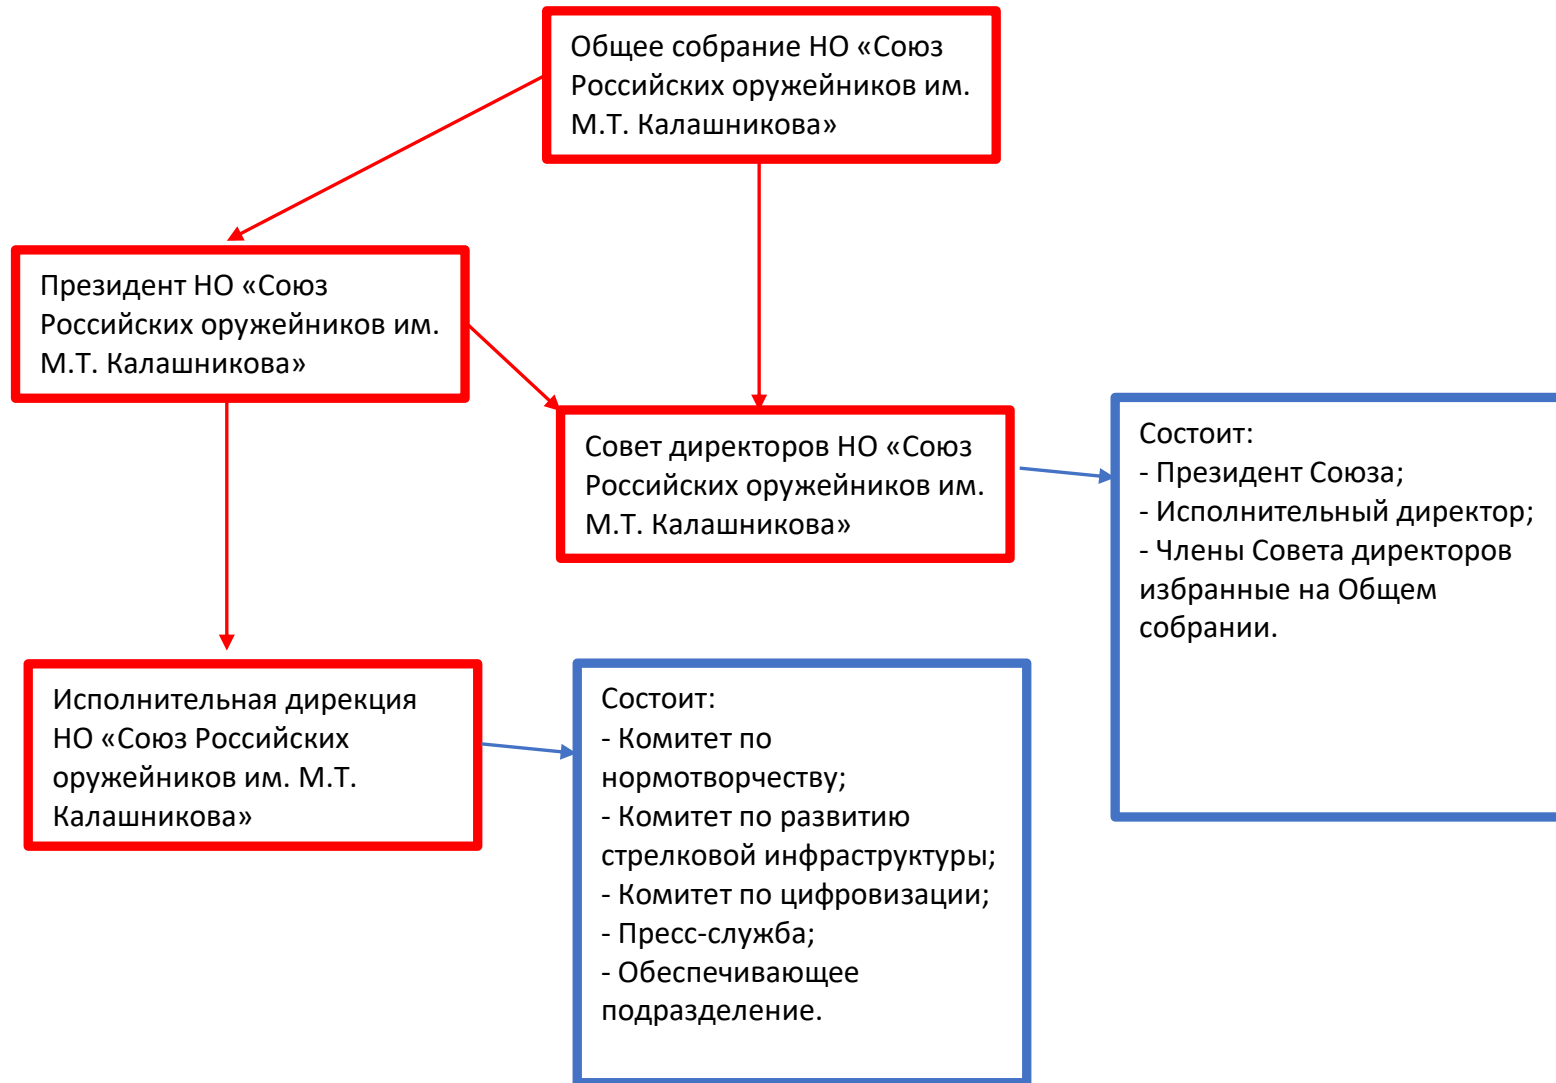 Общее собрание НО «Союз
Российских оружейников им.
М.Т. Калашникова»
Президент НО «Союз
Российских оружейников им.
М.Т. Калашникова»
Совет директоров НО «Союз
Российских оружейников им.
М.Т. Калашникова»
Состоит:
- Президент Союза;
- Исполнительный директор;
- Члены Совета директоров
избранные на Общем
собрании.
Исполнительная дирекция
НО «Союз Российских
оружейников им. М.Т.
Калашникова»
Состоит:
- Комитет по
нормотворчеству;
- Комитет по развитию
стрелковой инфраструктуры;
- Комитет по цифровизации;
- Пресс-служба;
- Обеспечивающее
подразделение.